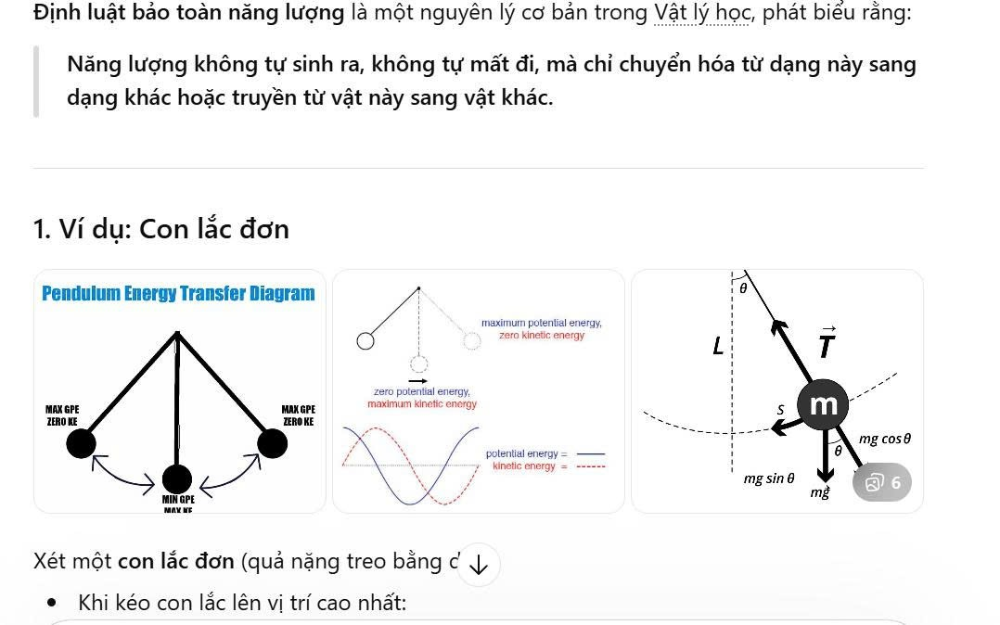 Định luật bảo toàn năng lượng là một nguyên lý cơ bản trong Vật lý học, phát biểu rằng:
Năng lượng không tự sinh ra, không tự mất đi, mà chỉ chuyển hóa từ dạng này sang
dạng khác hoặc truyền từ vật này sang vật khác.
1. Ví dụ: Con lắc đơn
Pendulum Energy Transfer Diagram
MAX GPE
ZERO KE
MAX GPE
ZERO KE
MIN GPE
MAX KE
maximum potential energy,
zero kinetic energy
zero potential energy,
maximum kinetic energy
potential energy =
kinetic energy =
θ
L
T
s
m
θ
mg cosθ
mg sin θ
mg
6
Xét một con lắc đơn (quả nặng treo bằng
• Khi kéo con lắc lên vị trí cao nhất: